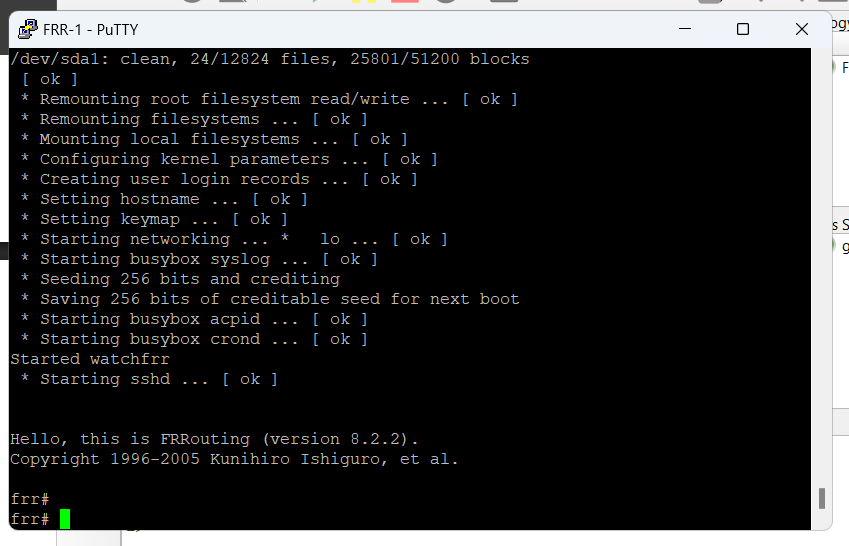 FRR-1 - PuTTY
/dev/sda1: clean, 24/12824 files, 25801/51200 blocks
 [ ok ]
 * Remounting root filesystem read/write ... [ ok ]
 * Remounting filesystems ... [ ok ]
 * Mounting local filesystems ... [ ok ]
 * Configuring kernel parameters ... [ ok ]
 * Creating user login records ... [ ok ]
 * Setting hostname ... [ ok ]
 * Setting keymap ... [ ok ]
 * Starting networking ... *   lo ... [ ok ]
 * Starting busybox syslog ... [ ok ]
 * Seeding 256 bits and crediting
 * Saving 256 bits of creditable seed for next boot
 * Starting busybox acpid ... [ ok ]
 * Starting busybox crond ... [ ok ]
Started watchfrr
 * Starting sshd ... [ ok ]
Hello, this is FRRouting (version 8.2.2).
Copyright 1996-2005 Kunihiro Ishiguro, et al.
frr#
frr#